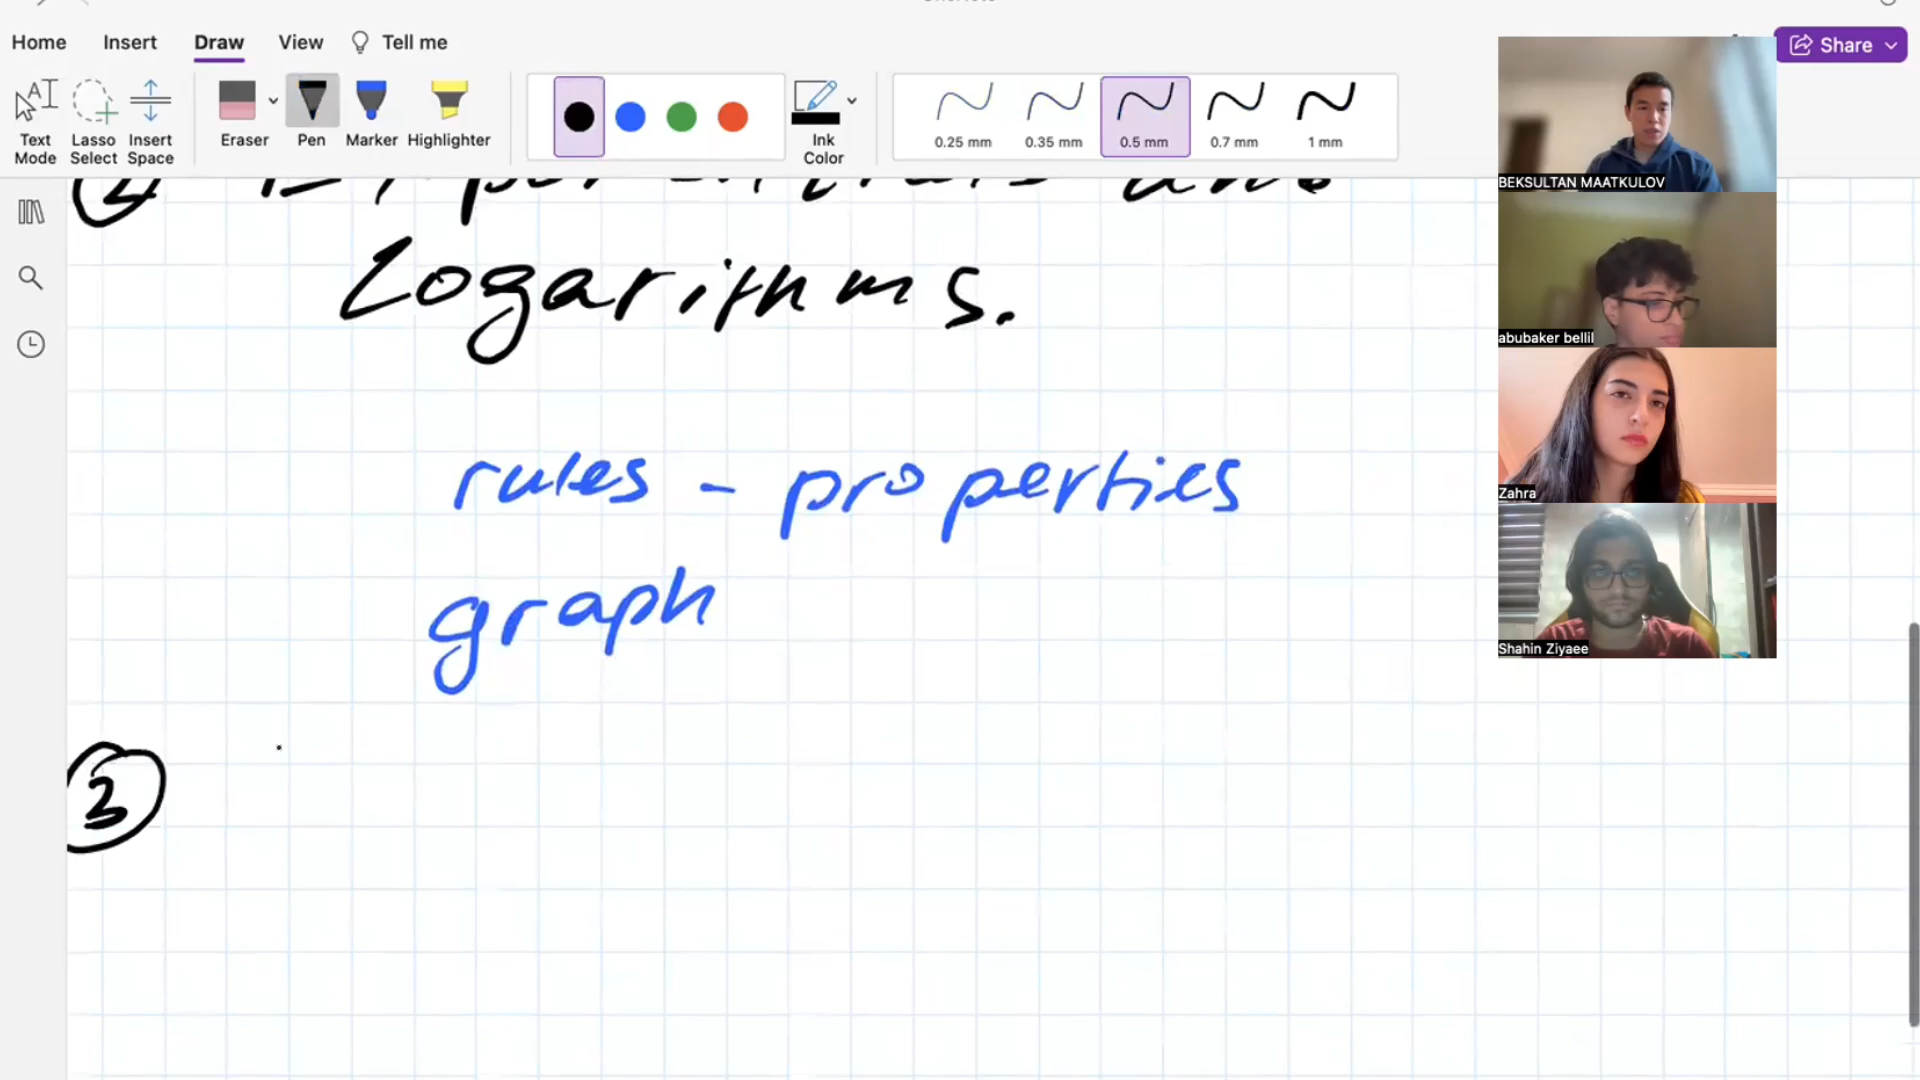 Home Insert Draw View Tell me
Share
Text Mode
Lasso Select
Insert Space
Eraser
Pen
Marker
Highlighter
Ink Color
0.25 mm
0.35 mm
0.5 mm
0.7 mm
1 mm
BEKSULTAN MAATKULOV
abubaker bellil
Zahra
Shahin Ziyaee
Logarithms.
rules - properties
graph
3